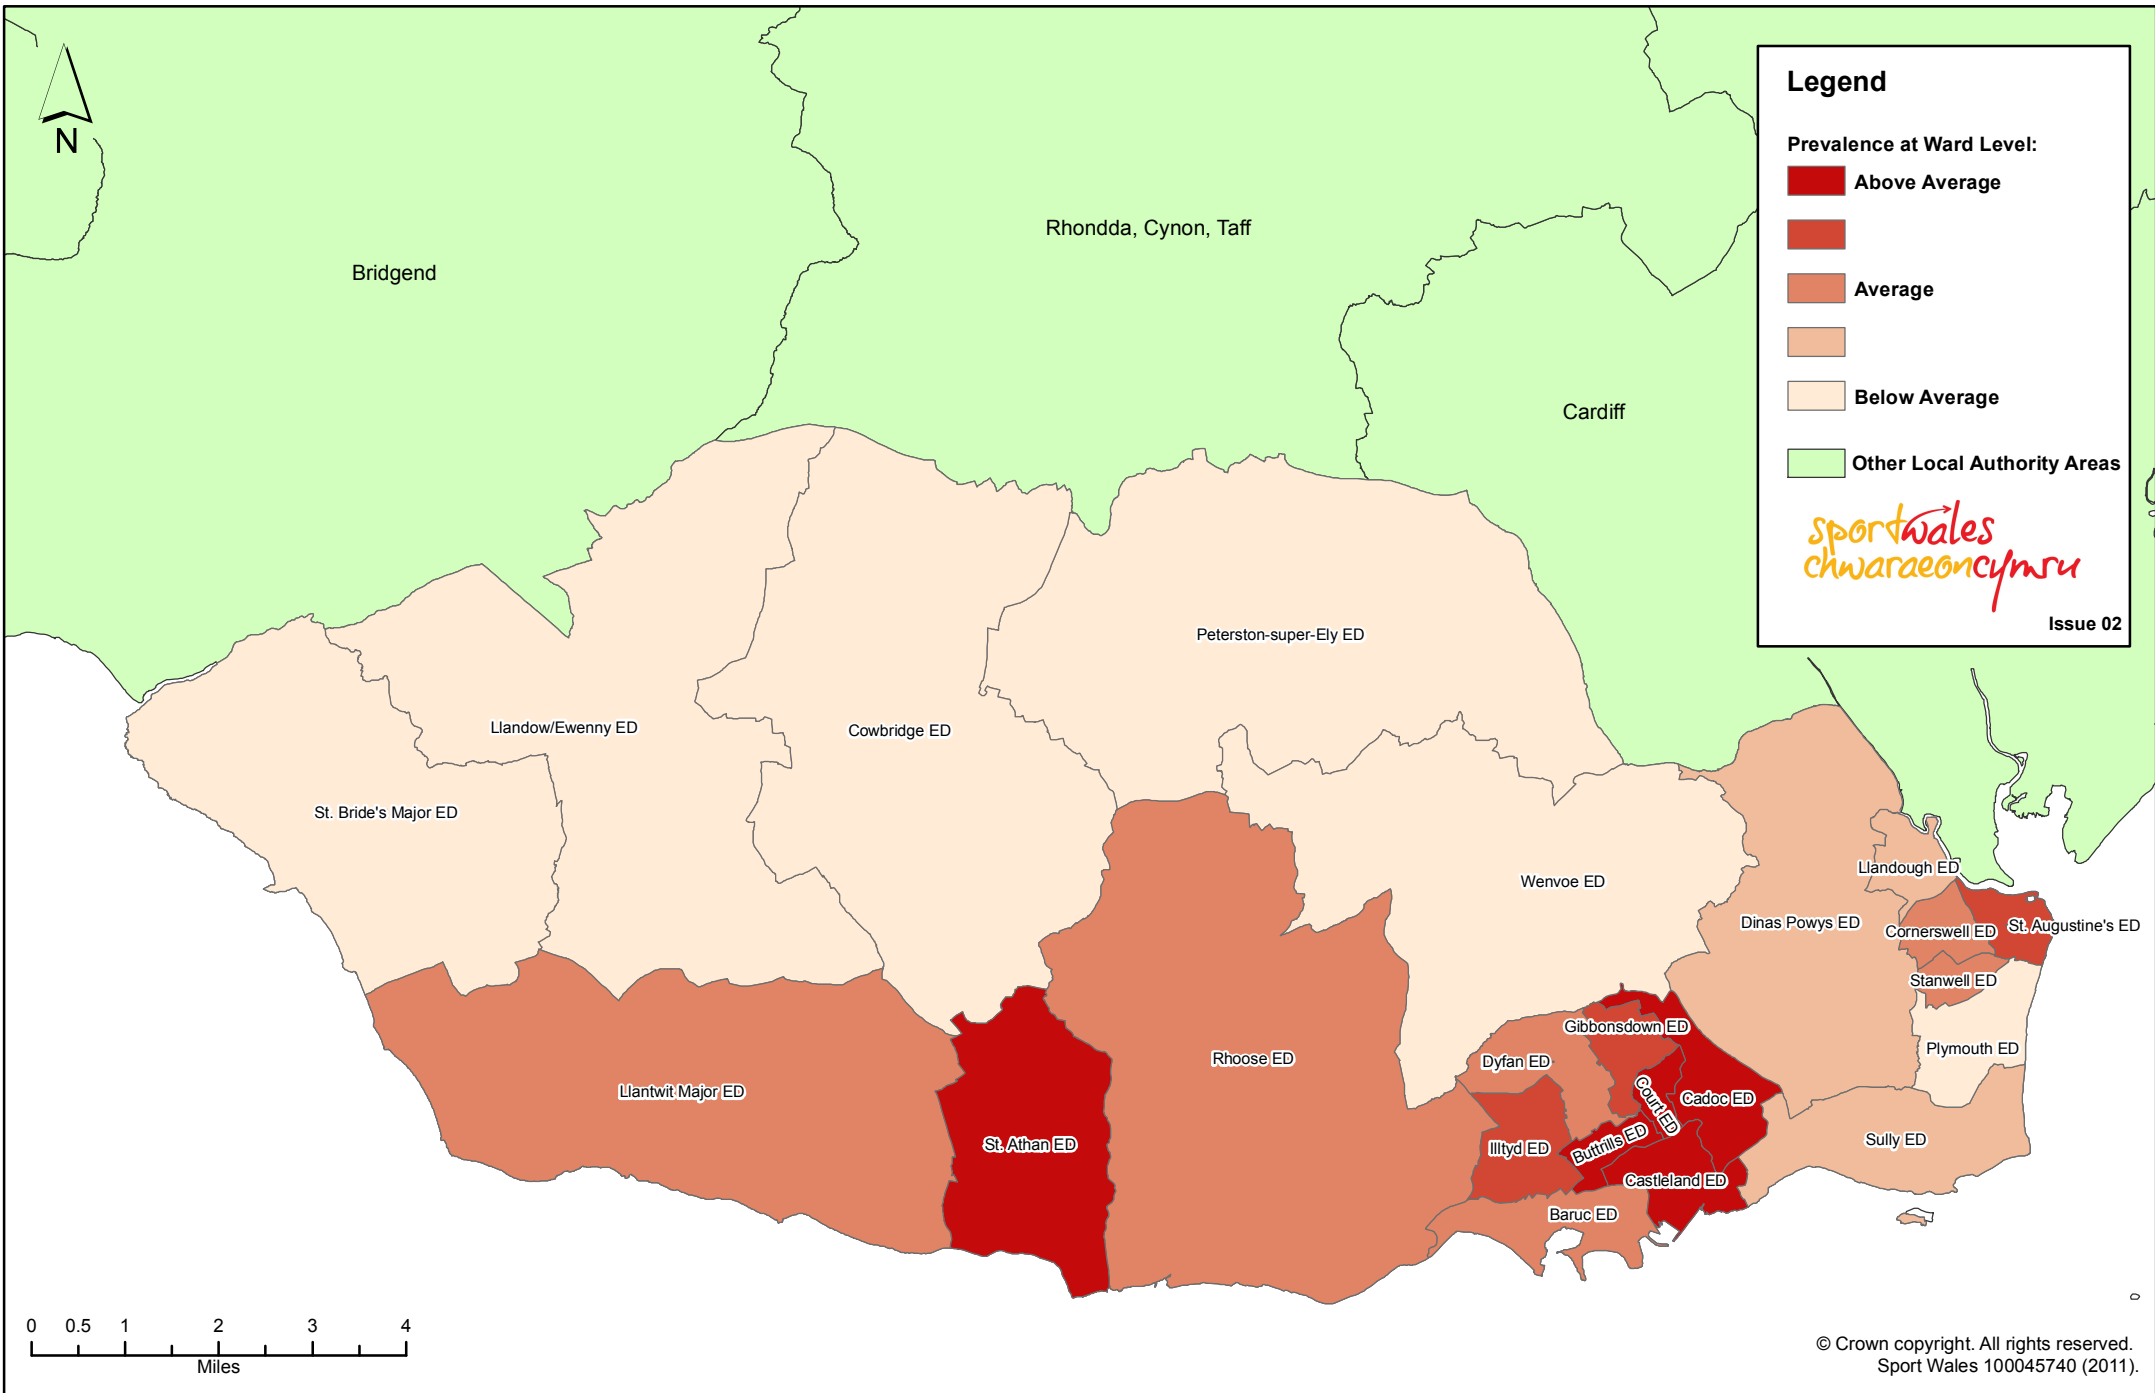 N
Bridgend
Rhondda, Cynon, Taff
Cardiff
Legend
Prevalence at Ward Level:
Above Average
Average
Below Average
Other Local Authority Areas
sportwales
chwaraeoncymru
Issue 02
Peterston-super-Ely ED
Llandow/Ewenny ED
Cowbridge ED
St. Bride's Major ED
Wenvoe ED
Llandough ED
Dinas Powys ED
Cornerswell ED
St. Augustine's ED
Stanwell ED
Gibbonsdown ED
Plymouth ED
Rhoose ED
Dyfan ED
Llantwit Major ED
Court ED
Cadoc ED
St. Athan ED
Illtyd ED
Buttrills ED
Sully ED
Castleland ED
Baruc ED
0 0.5 1 2 3 4
Miles
© Crown copyright. All rights reserved.
Sport Wales 100045740 (2011).